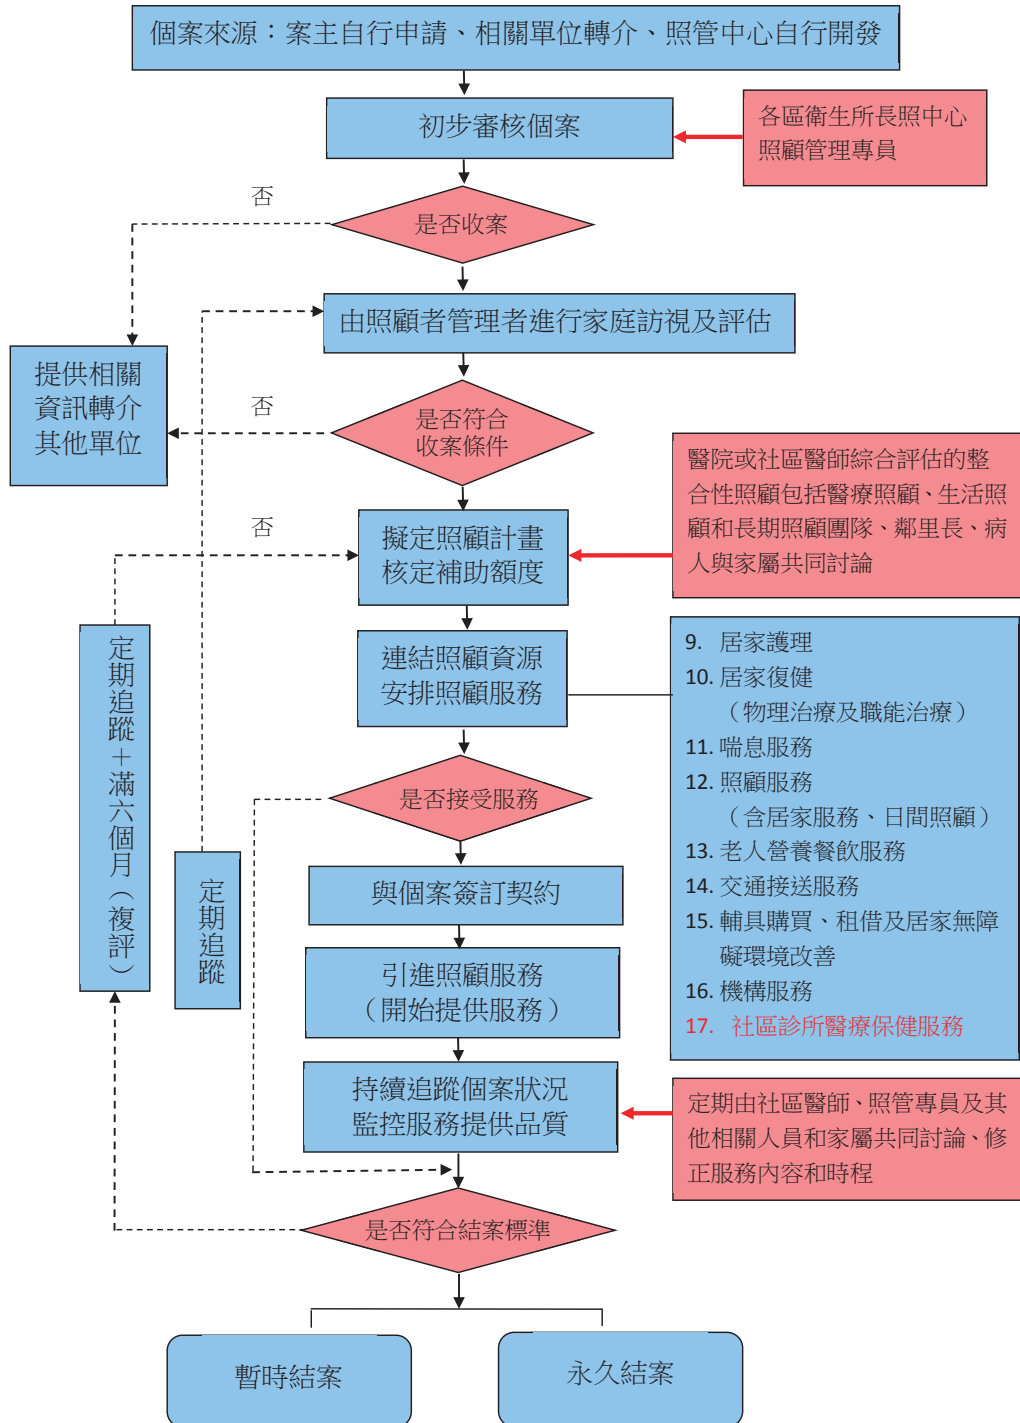 個案來源：案主自行申請、相關單位轉介、照管中心自行開發
初步審核個案
各區衛生所長照中心
照顧管理專員
否
是否收案
由照顧者管理者進行家庭訪視及評估
提供相關
資訊轉介
其他單位
否
是否符合
收案條件
醫院或社區醫師綜合評估的整
合性照顧包括醫療照顧、生活照
顧和長期照顧團隊、鄰里長、病
人與家屬共同討論
否
擬定照顧計畫
核定補助額度
定期追蹤＋滿六個月（複評）
定期追蹤
連結照顧資源
安排照顧服務
9. 居家護理
10. 居家復健
（物理治療及職能治療）
11. 喘息服務
12. 照顧服務
（含居家服務、日間照顧）
13. 老人營養餐飲服務
14. 交通接送服務
15. 輔具購買、租借及居家無障
礙環境改善
16. 機構服務
17. 社區診所醫療保健服務
是否接受服務
與個案簽訂契約
引進照顧服務
（開始提供服務）
持續追蹤個案狀況
監控服務提供品質
定期由社區醫師、照管專員及其
他相關人員和家屬共同討論、修
正服務內容和時程
是否符合結案標準
暫時結案
永久結案